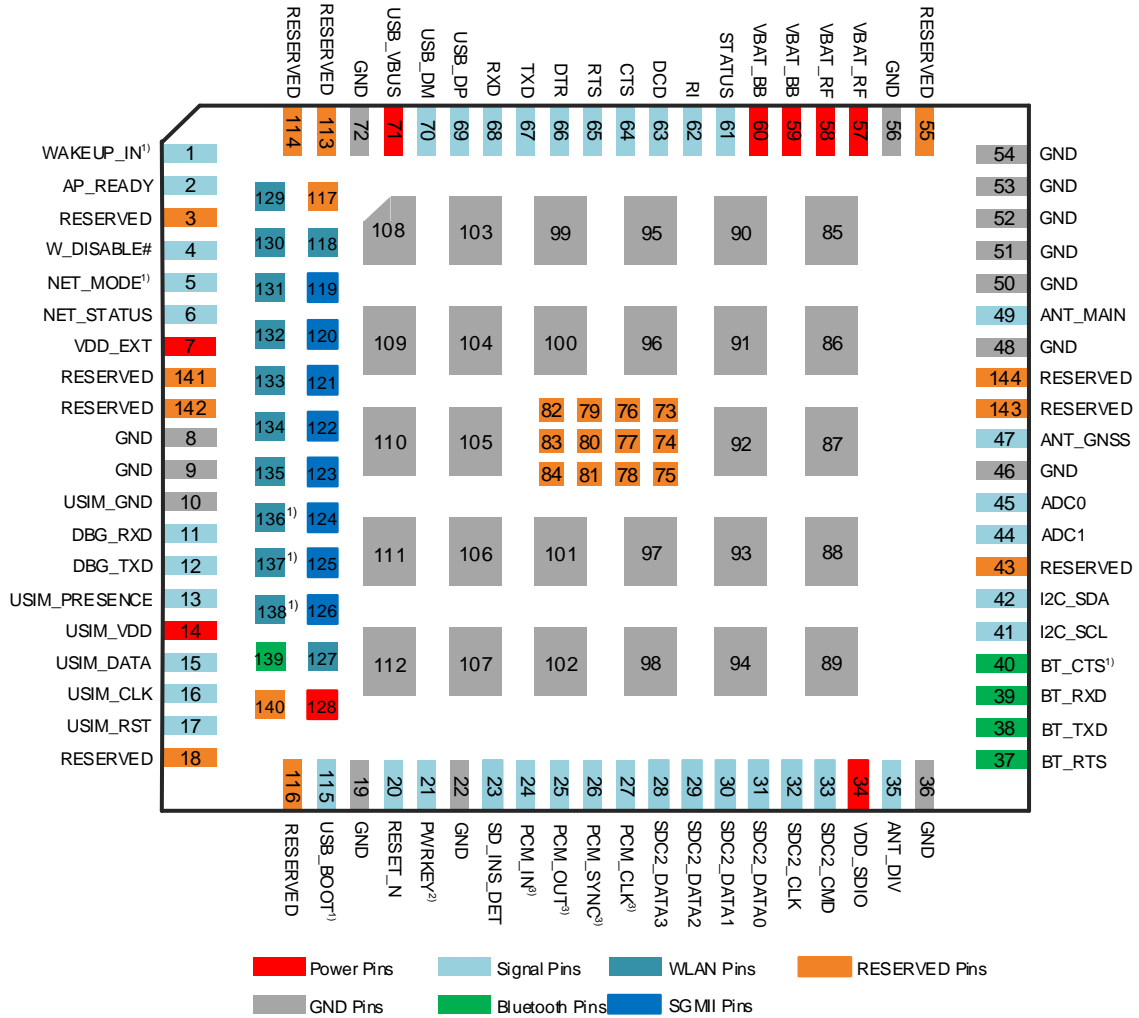 RESERVED
RESERVED
GND
USB_VBUS
USB_DM
USB_DP
RXD
TXD
DTR
RTS
CTS
DCD
RI
STATUS
VBAT_BB
VBAT_BB
VBAT_RF
VBAT_RF
GND
RESERVED
114
113
72
71
70
69
68
67
66
65
64
63
62
61
60
59
58
57
56
55
WAKEUP_IN1) 1
AP_READY 2
RESERVED 3
W_DISABLE# 4
NET_MODE1) 5
NET_STATUS 6
VDD_EXT 7
RESERVED 141
RESERVED 142
GND 8
GND 9
USIM_GND 10
DBG_RXD 11
DBG_TXD 12
USIM_PRESENCE 13
USIM_VDD 14
USIM_DATA 15
USIM_CLK 16
USIM_RST 17
RESERVED 18
129 117
130 118
131 119
132 120
133 121
134 122
135 123
136 1) 124
137 1) 125
138 1) 126
139 127
140 128
108 103 99 95 90 85
109 104 100 96 91 86
82 79 76 73
83 80 77 74
84 81 78 75
110 105 92 87
111 106 101 97 93 88
112 107 102 98 94 89
54 GND
53 GND
52 GND
51 GND
50 GND
49 ANT_MAIN
48 GND
144 RESERVED
143 RESERVED
47 ANT_GNSS
46 GND
45 ADC0
44 ADC1
43 RESERVED
42 I2C_SDA
41 I2C_SCL
40 BT_CTS1)
39 BT_RXD
38 BT_TXD
37 BT_RTS
116
115
19
20
21
22
23
24
25
26
27
28
29
30
31
32
33
34
35
36
RESERVED
USB_BOOT1)
GND
RESET_N
PWRKEY2)
GND
SD_INS_DET
PCM_IN3)
PCM_OUT3)
PCM_SYNC3)
PCM_CLK3)
SDC2_DATA3
SDC2_DATA2
SDC2_DATA1
SDC2_DATA0
SDC2_CLK
SDC2_CMD
VDD_SDIO
ANT_DIV
GND
Power Pins Signal Pins WLAN Pins RESERVED Pins
GND Pins Bluetooth Pins SGMII Pins